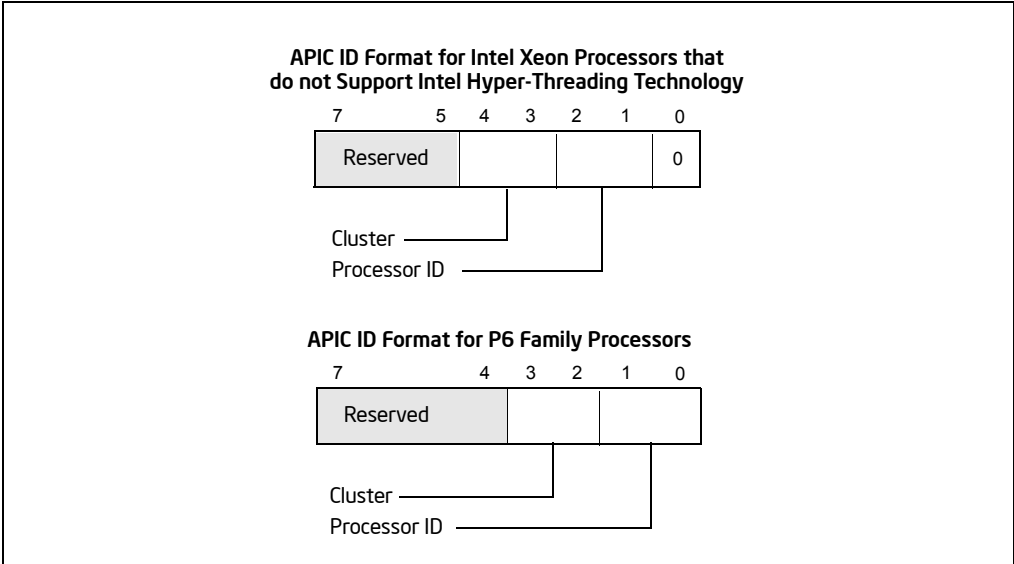 APIC ID Format for Intel Xeon Processors that
do not Support Intel Hyper-Threading Technology
7 5 4 3 2 1 0
Reserved 0
Cluster
Processor ID
APIC ID Format for P6 Family Processors
7 4 3 2 1 0
Reserved
Cluster
Processor ID